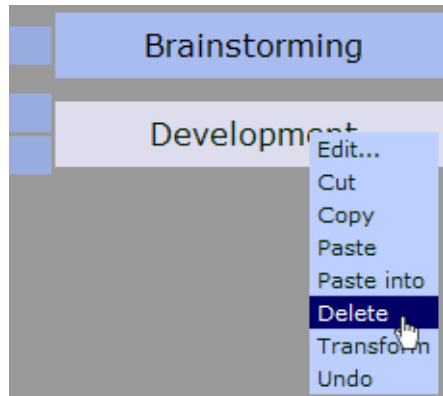 Brainstorming
Development
Edit...
Cut
Copy
Paste
Paste into
Delete
Transform
Undo